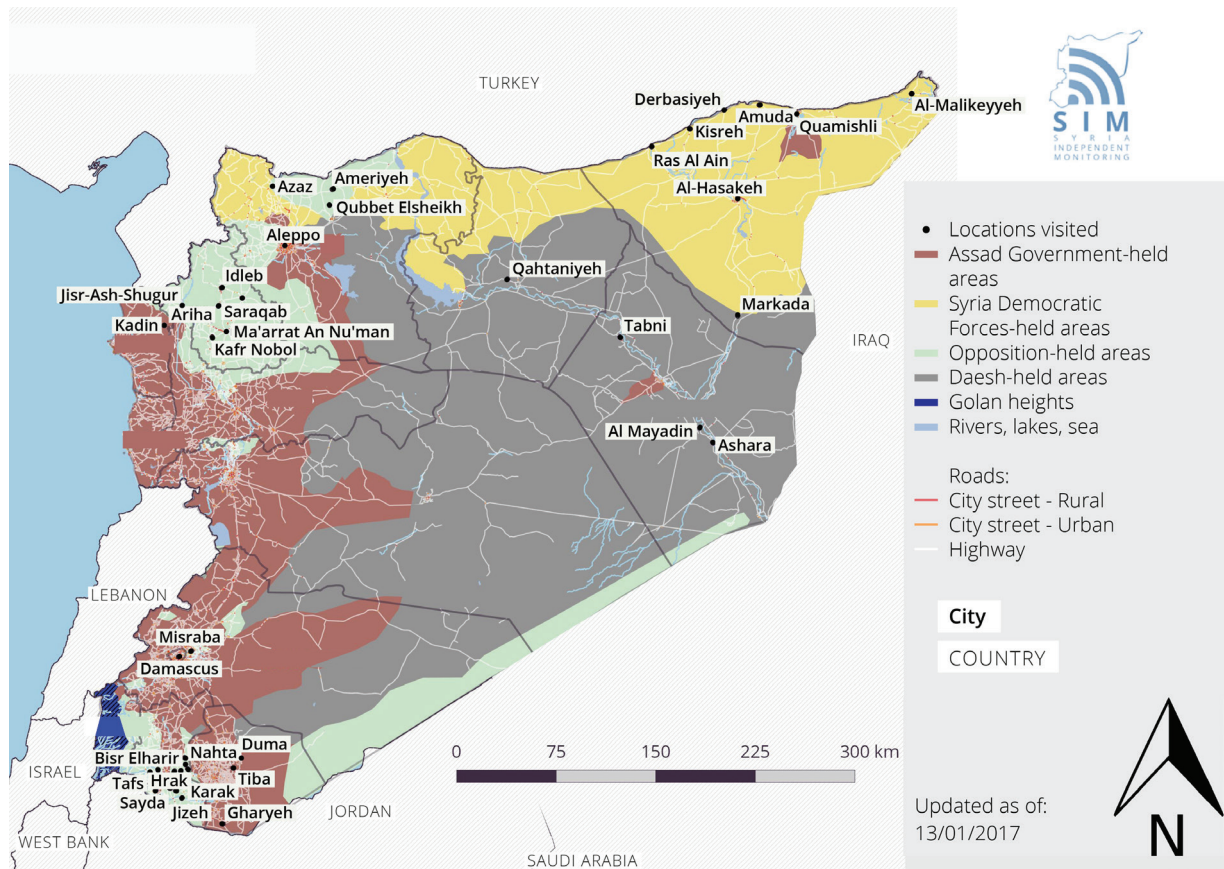 TURKEY
SIM
SYRIA
INDEPENDENT
MONITORING
Derbasiyeh
Al-Malikeyyeh
Amuda
Quamishli
Kisreh
Ras Al Ain
Azaz
Ameriyeh
Al-Hasakeh
Qubbet Elsheikh
Aleppo
Idleb
Qahtaniyeh
Jisr-Ash-Shugur
Ariha
Saraqab
Markada
Kadin
Ma'arrat An Nu'man
Tabni
Kafr Nobol
IRAQ
Al Mayadin
Ashara
LEBANON
Misraba
Damascus
Bisr Elharir
Nahta
Duma
ISRAEL
Tafs
Hrak
Tiba
Sayda
Karak
Jizeh
Gharyeh
JORDAN
WEST BANK
SAUDI ARABIA
0 75 150 225 300 km
Locations visited
Assad Government-held
areas
Syria Democratic
Forces-held areas
Opposition-held areas
Daesh-held areas
Golan heights
Rivers, lakes, sea
Roads:
City street - Rural
City street - Urban
Highway
City
COUNTRY
Updated as of:
13/01/2017
N